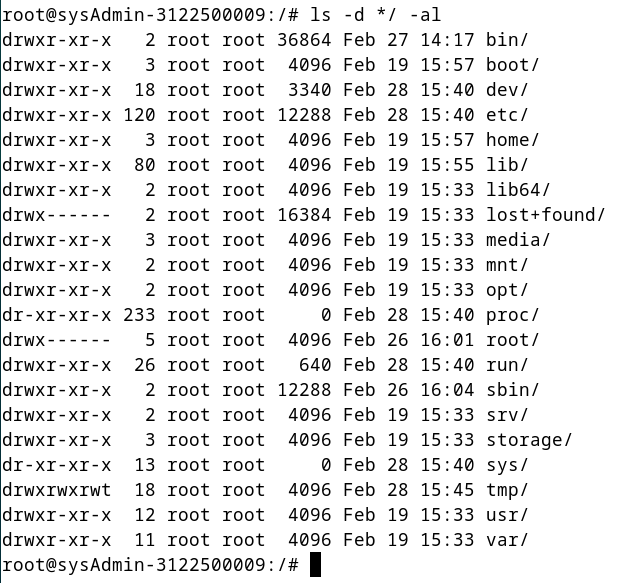 root@sysAdmin-3122500009:/# ls -d */ -al
drwxr-xr-x   2 root root 36864 Feb 27 14:17 bin/
drwxr-xr-x   3 root root  4096 Feb 19 15:57 boot/
drwxr-xr-x  18 root root  3340 Feb 28 15:40 dev/
drwxr-xr-x 120 root root 12288 Feb 28 15:40 etc/
drwxr-xr-x   3 root root  4096 Feb 19 15:57 home/
drwxr-xr-x  80 root root  4096 Feb 19 15:55 lib/
drwxr-xr-x   2 root root  4096 Feb 19 15:33 lib64/
drwx------   2 root root 16384 Feb 19 15:33 lost+found/
drwxr-xr-x   3 root root  4096 Feb 19 15:33 media/
drwxr-xr-x   2 root root  4096 Feb 19 15:33 mnt/
drwxr-xr-x   2 root root  4096 Feb 19 15:33 opt/
dr-xr-xr-x 233 root root     0 Feb 28 15:40 proc/
drwx------   5 root root  4096 Feb 26 16:01 root/
drwxr-xr-x  26 root root   640 Feb 28 15:40 run/
drwxr-xr-x   2 root root 12288 Feb 26 16:04 sbin/
drwxr-xr-x   2 root root  4096 Feb 19 15:33 srv/
drwxr-xr-x   3 root root  4096 Feb 19 15:33 storage/
dr-xr-xr-x  13 root root     0 Feb 28 15:40 sys/
drwxrwxrwt  18 root root  4096 Feb 28 15:45 tmp/
drwxr-xr-x  12 root root  4096 Feb 19 15:33 usr/
drwxr-xr-x  11 root root  4096 Feb 19 15:33 var/
root@sysAdmin-3122500009:/#